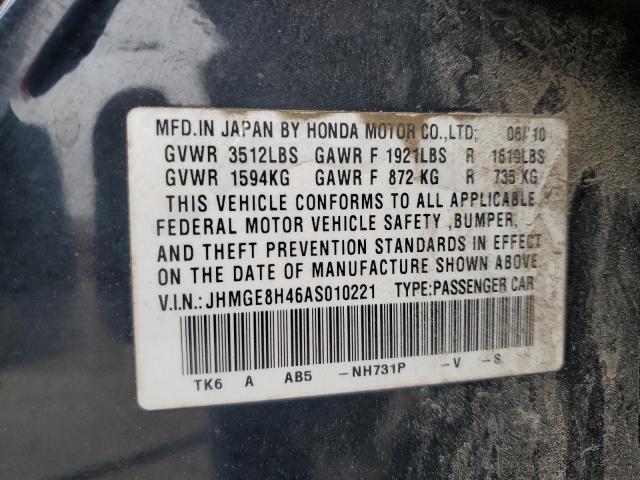 MFD.IN JAPAN BY HONDA MOTOR CO.,LTD; 06/10
GVWR 3512LBS GAWR F 1921LBS R 1619LBS
GVWR 1594KG GAWR F 872 KG R 735 KG
THIS VEHICLE CONFORMS TO ALL APPLICABLE
FEDERAL MOTOR VEHICLE SAFETY ,BUMPER,
AND THEFT PREVENTION STANDARDS IN EFFECT
ON THE DATE OF MANUFACTURE SHOWN ABOVE.
V.I.N.:JHMGE8H46AS010221 TYPE:PASSENGER CAR
TK6 A AB5 -NH731P -V -S